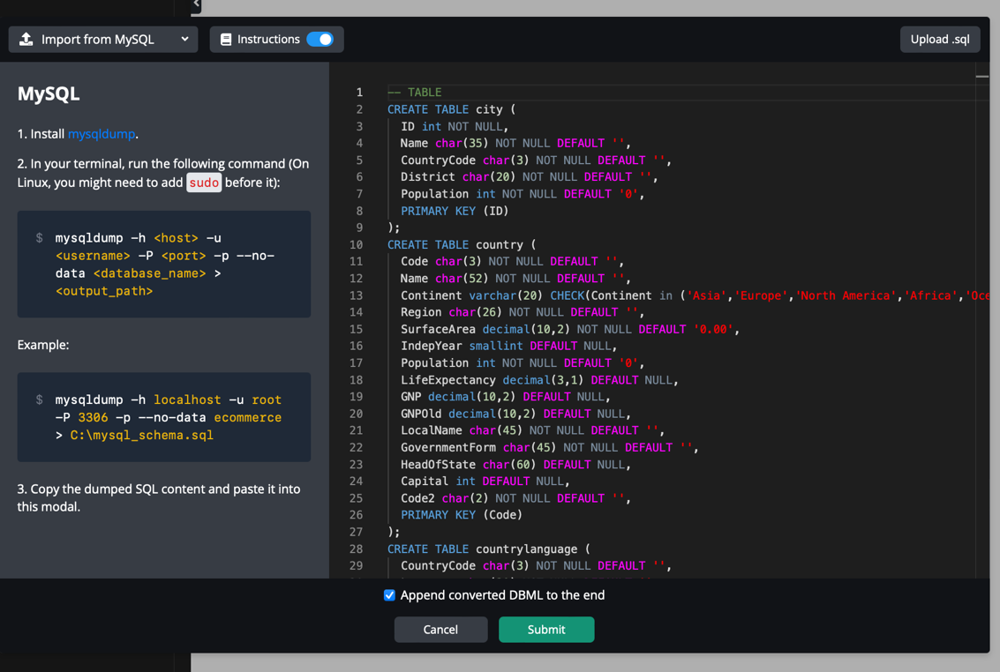 Import from MySQL
Instructions
Upload .sql
MySQL
1. Install mysqldump.
2. In your terminal, run the following command (On
Linux, you might need to add sudo before it):
$ mysqldump -h <host> -u
<username> -P <port> -p --no-
data <database_name> >
<output_path>
Example:
$ mysqldump -h localhost -u root
-P 3306 -p --no-data ecommerce
> C:\mysql_schema.sql
3. Copy the dumped SQL content and paste it into
this modal.
1 -- TABLE
2 CREATE TABLE city (
3 ID int NOT NULL,
4 Name char(35) NOT NULL DEFAULT '',
5 CountryCode char(3) NOT NULL DEFAULT '',
6 District char(20) NOT NULL DEFAULT '',
7 Population int NOT NULL DEFAULT '0',
8 PRIMARY KEY (ID)
9 );
10 CREATE TABLE country (
11 Code char(3) NOT NULL DEFAULT '',
12 Name char(52) NOT NULL DEFAULT '',
13 Continent varchar(20) CHECK(Continent in ('Asia','Europe','North America','Africa','Oce
14 Region char(26) NOT NULL DEFAULT '',
15 SurfaceArea decimal(10,2) NOT NULL DEFAULT '0.00',
16 IndepYear smallint DEFAULT NULL,
17 Population int NOT NULL DEFAULT '0',
18 LifeExpectancy decimal(3,1) DEFAULT NULL,
19 GNP decimal(10,2) DEFAULT NULL,
20 GNPOld decimal(10,2) DEFAULT NULL,
21 LocalName char(45) NOT NULL DEFAULT '',
22 GovernmentForm char(45) NOT NULL DEFAULT '',
23 HeadOfState char(60) DEFAULT NULL,
24 Capital int DEFAULT NULL,
25 Code2 char(2) NOT NULL DEFAULT '',
26 PRIMARY KEY (Code)
27 );
28 CREATE TABLE countrylanguage (
29 CountryCode char(3) NOT NULL DEFAULT '',
Append converted DBML to the end
Cancel
Submit